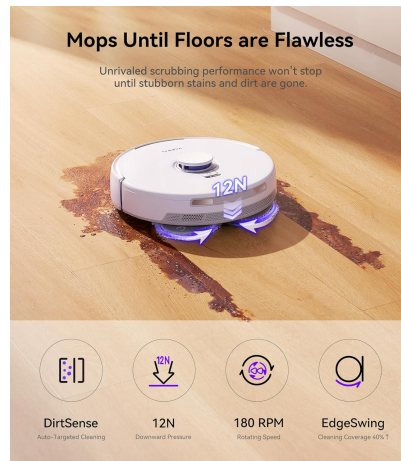 Mops Until Floors are Flawless
Unrivaled scrubbing performance won't stop
until stubborn stains and dirt are gone.
12N
12N
DirtSense
12N
180 RPM
EdgeSwing
Auto-Targeted Cleaning
Downward Pressure
Rotating Speed
Cleaning Coverage 40% ↑